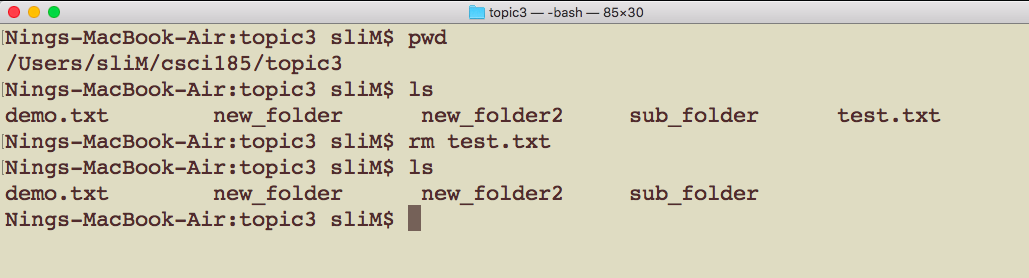 topic3 — -bash — 85×30
Nings-MacBook-Air:topic3 sliM$ pwd
/Users/sliM/csci185/topic3
Nings-MacBook-Air:topic3 sliM$ ls
demo.txt new_folder new_folder2 sub_folder test.txt
Nings-MacBook-Air:topic3 sliM$ rm test.txt
Nings-MacBook-Air:topic3 sliM$ ls
demo.txt new_folder new_folder2 sub_folder
Nings-MacBook-Air:topic3 sliM$